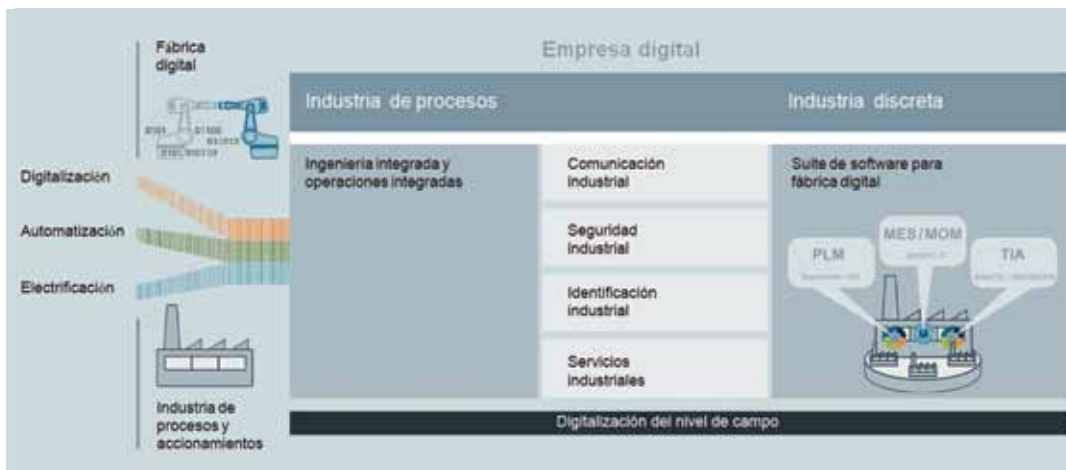 Fábrica
digital
Empresa digital
Industria de procesos
Industria discreta
Digitalización
Automatización
Electrificación
Ingeniería integrada y
operaciones integradas
Comunicación
industrial
Seguridad
industrial
Identificación
industrial
Servicios
industriales
Suite de software para
fábrica digital
PLM
MES/MOM
TIA
Industria de
procesos y
accionamientos
Digitalización del nivel de campo